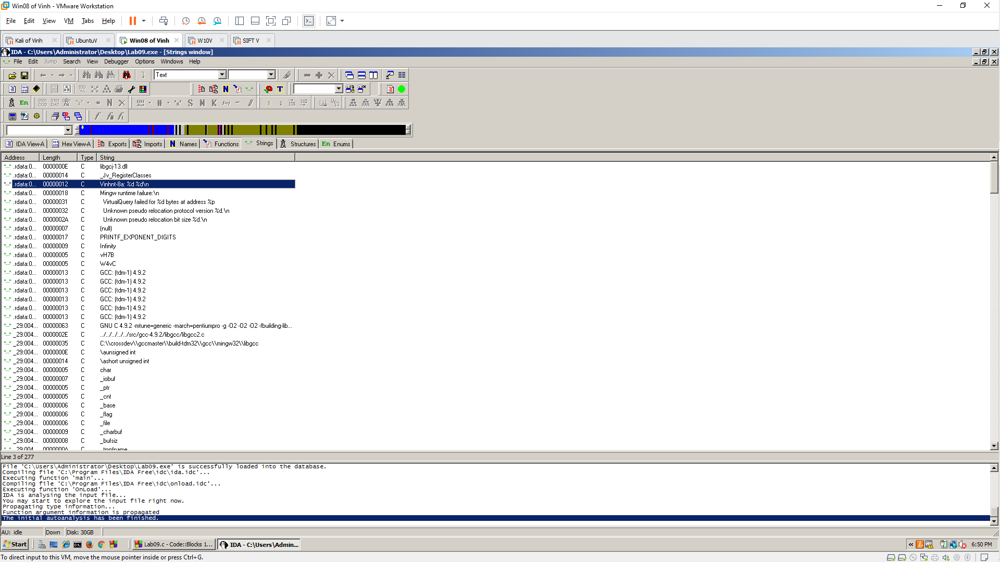 Win08 of Vinh - VMware Workstation
File Edit View VM Tabs Help
Kali of Vinh UbuntuV Win08 of Vinh W10V SIFT V
IDA - C:\Users\Administrator\Desktop\Lab09.exe - [Strings window]
File Edit Jump Search View Debugger Options Windows Help
Text
En
IDA View-A Hex View-A Exports Imports Names Functions Strings Structures Enums
Address Length Type String
.rdata:0... 0000000E C libgcj-13.dll
.rdata:0... 00000014 C _Jv_RegisterClasses
.rdata:0... 00000012 C Vinhnt-8a: %d %d\n
.rdata:0... 00000018 C Mingw runtime failure:\n
.rdata:0... 00000031 C VirtualQuery failed for %d bytes at address %p
.rdata:0... 00000032 C Unknown pseudo relocation protocol version %d.\n
.rdata:0... 0000002A C Unknown pseudo relocation bit size %d.\n
.rdata:0... 00000007 C (null)
.rdata:0... 00000017 C PRINTF_EXPONENT_DIGITS
.rdata:0... 00000009 C Infinity
.rdata:0... 00000005 C vH7B
.rdata:0... 00000005 C W4vC
.rdata:0... 00000013 C GCC: (tdm-1) 4.9.2
.rdata:0... 00000013 C GCC: (tdm-1) 4.9.2
.rdata:0... 00000013 C GCC: (tdm-1) 4.9.2
.rdata:0... 00000013 C GCC: (tdm-1) 4.9.2
.rdata:0... 00000013 C GCC: (tdm-1) 4.9.2
.rdata:0... 00000013 C GCC: (tdm-1) 4.9.2
_29:004... 00000063 C GNU C 4.9.2 -mtune=generic -march=pentiumpro -g -O2 -O2 -O2 -fbuilding-lib...
_29:004... 0000002E C ../../../../../src/gcc-4.9.2/libgcc/libgcc2.c
_29:004... 00000035 C C:\\crossdev\\gccmaster\\build-tdm32\\gcc\\mingw32\\libgcc
_29:004... 0000000E C \aunsigned int
_29:004... 00000014 C \ashort unsigned int
_29:004... 00000005 C char
_29:004... 00000007 C _iobuf
_29:004... 00000005 C _ptr
_29:004... 00000005 C _cnt
_29:004... 00000006 C _base
_29:004... 00000006 C _flag
_29:004... 00000006 C _file
_29:004... 00000009 C _charbuf
_29:004... 00000008 C _bufsiz
_29:004... 0000000A C _tmpfname
Line 3 of 277
File 'C:\Users\Administrator\Desktop\Lab09.exe' is successfully loaded into the database.
Compiling file 'C:\Program Files\IDA Free\idc\ida.idc'...
Executing function 'main'...
Compiling file 'C:\Program Files\IDA Free\idc\onload.idc'...
Executing function 'OnLoad'...
IDA is analysing the input file...
You may start to explore the input file right now.
Propagating type information...
Function argument information is propagated
The initial autoanalysis has been finished.
AU: idle Down Disk: 30GB
Start Lab09.c - Code::Blocks 1... IDA - C:\Users\Admin... 6:50 PM
To direct input to this VM, move the mouse pointer inside or press Ctrl+G.